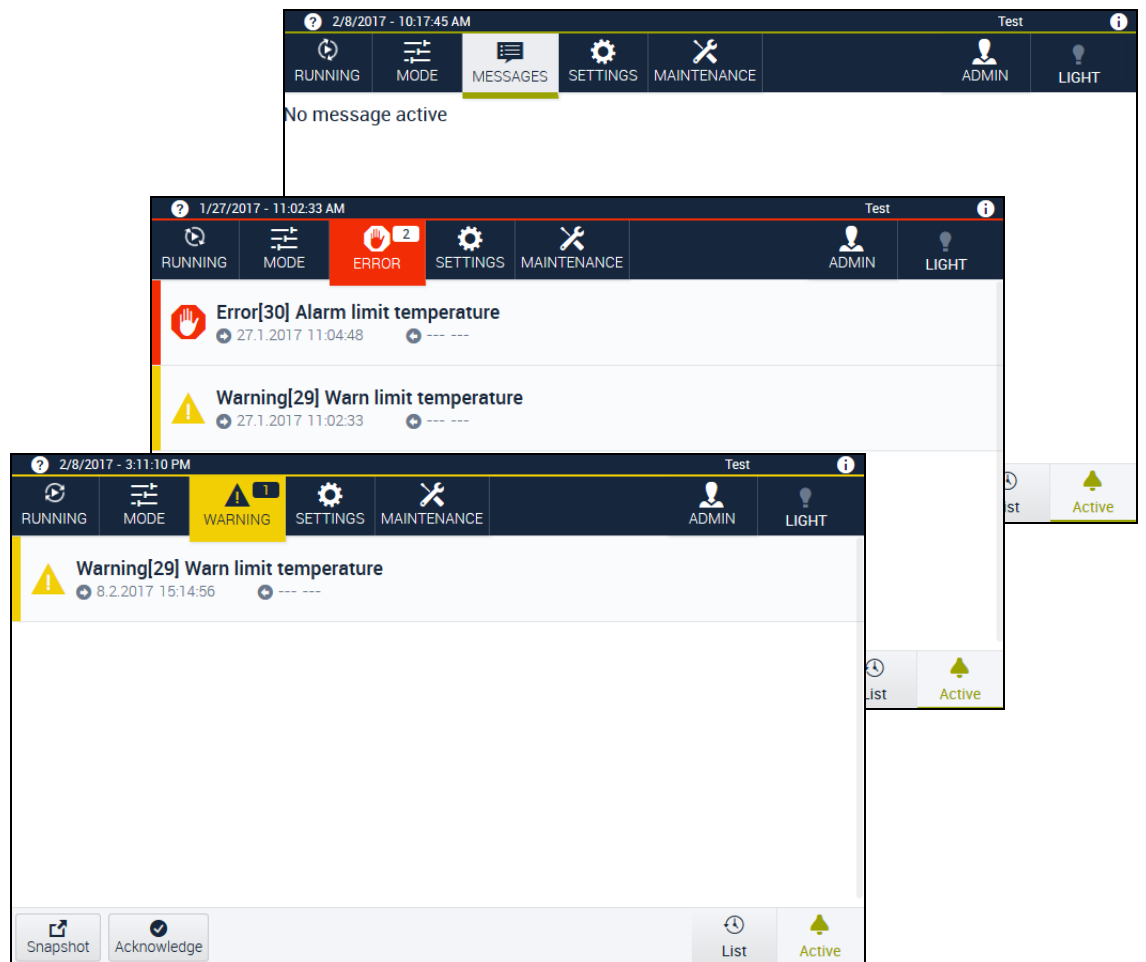 2/8/2017 - 10:17:45 AM Test
RUNNING MODE MESSAGES SETTINGS MAINTENANCE ADMIN LIGHT
No message active
1/27/2017 - 11:02:33 AM Test
RUNNING MODE ERROR 2 SETTINGS MAINTENANCE ADMIN LIGHT
Error[30] Alarm limit temperature
27.1.2017 11:04:48 --- ---
Warning[29] Warn limit temperature
27.1.2017 11:02:33 --- ---
2/8/2017 - 3:11:10 PM Test
RUNNING MODE WARNING 1 SETTINGS MAINTENANCE ADMIN LIGHT
Active
Warning[29] Warn limit temperature
8.2.2017 15:14:56 --- ---
Active
Snapshot Acknowledge List Active